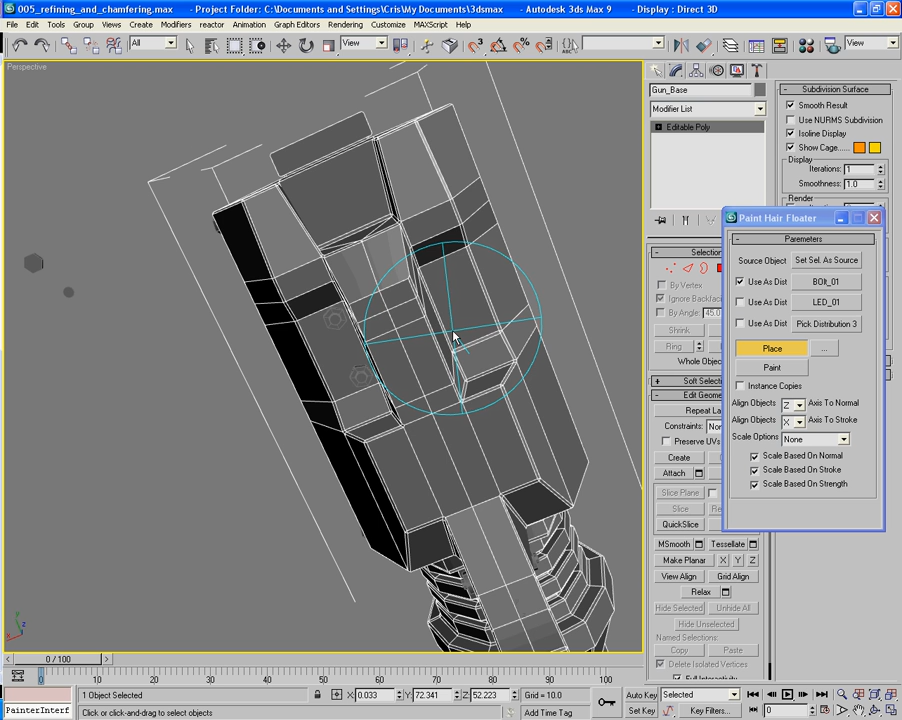 005_refining_and_chamfering.max - Project Folder: C:\Documents and Settings\Cris\My Documents\3dsmax - Autodesk 3ds Max 9 - Display : Direct 3D
File Edit Tools Group Views Create Modifiers reactor Animation Graph Editors Rendering Customize MAXScript Help
All View View
Perspective
Gun_Base
Modifier List
Editable Poly
Subdivision Surface
Smooth Result
Use NURMS Subdivision
Isoline Display
Show Cage......
Display
Iterations: 1
Smoothness: 1.0
Render
Paint Hair Floater
Parameters
Source Object Set Sel. As Source
Use As Dist BOlt_01
Use As Dist LED_01
Use As Dist Pick Distribution 3
Place ...
Paint
Instance Copies
Align Objects Z Axis To Normal
Align Objects X Axis To Stroke
Scale Options None
Scale Based On Normal
Scale Based On Stroke
Scale Based On Strength
Selection
By Vertex
Ignore Backfa
By Angle: 45.0
Shrink
Ring
Whole Objec
Soft Selecti
Edit Geome
Repeat La
Constraints: Nor
Preserve UVs
Create
Attach
Slice Plane
Slice
QuickSlice
MSmooth Tessellate
Make Planar X Y Z
View Align Grid Align
Relax
Hide Selected Unhide All
Hide Unselected
Named Selections:
Copy Paste
Delete Isolated Vertices
Full Interactivity
0 / 100
0 10 20 30 40 50 60 70 80 90 100
1 Object Selected X: 0.033 Y: 72.341 Z: 52.223 Grid = 10.0 Auto Key Selected
PainterInterf Click or click-and-drag to select objects Add Time Tag Set Key Key Filters... 0